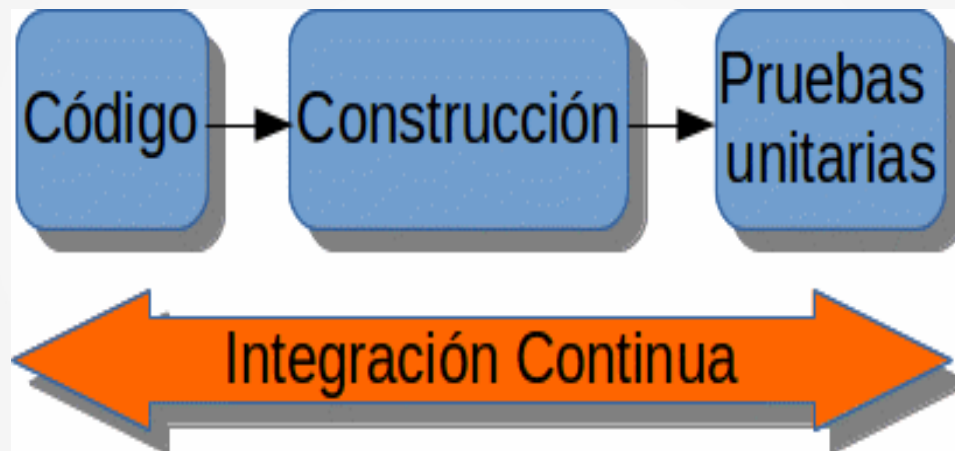 Código
Construcción
Pruebas
unitarias
Integración Continua